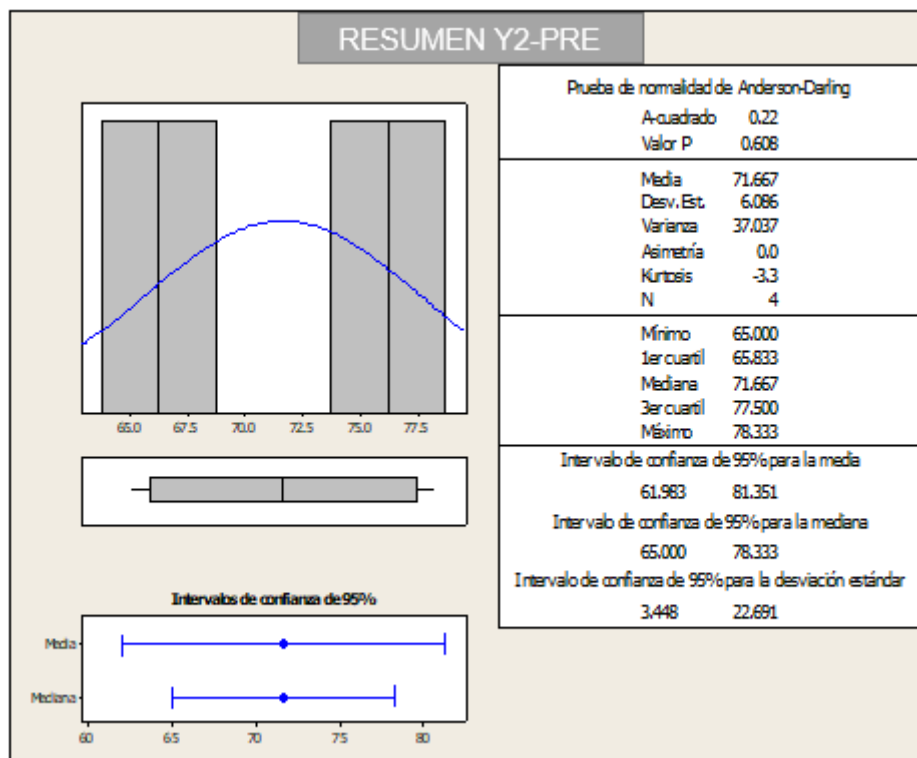 RESUMEN Y2-PRE
Prueba de normalidad de Anderson-Darling
A-cuadrado 0.22
Valor P 0.608
Media 71.667
Desv.Est. 6.086
Varianza 37.037
Asimetría 0.0
Kurtosis -3.3
N 4
Mínimo 65.000
1er cuartil 65.833
Mediana 71.667
3er cuartil 77.500
Máximo 78.333
Intervalo de confianza de 95% para la media
61.983 81.351
Intervalo de confianza de 95% para la mediana
65.000 78.333
Intervalo de confianza de 95% para la desviación estándar
3.448 22.691
65.0 67.5 70.0 72.5 75.0 77.5
Intervalos de confianza de 95%
Media
Mediana
60 65 70 75 80